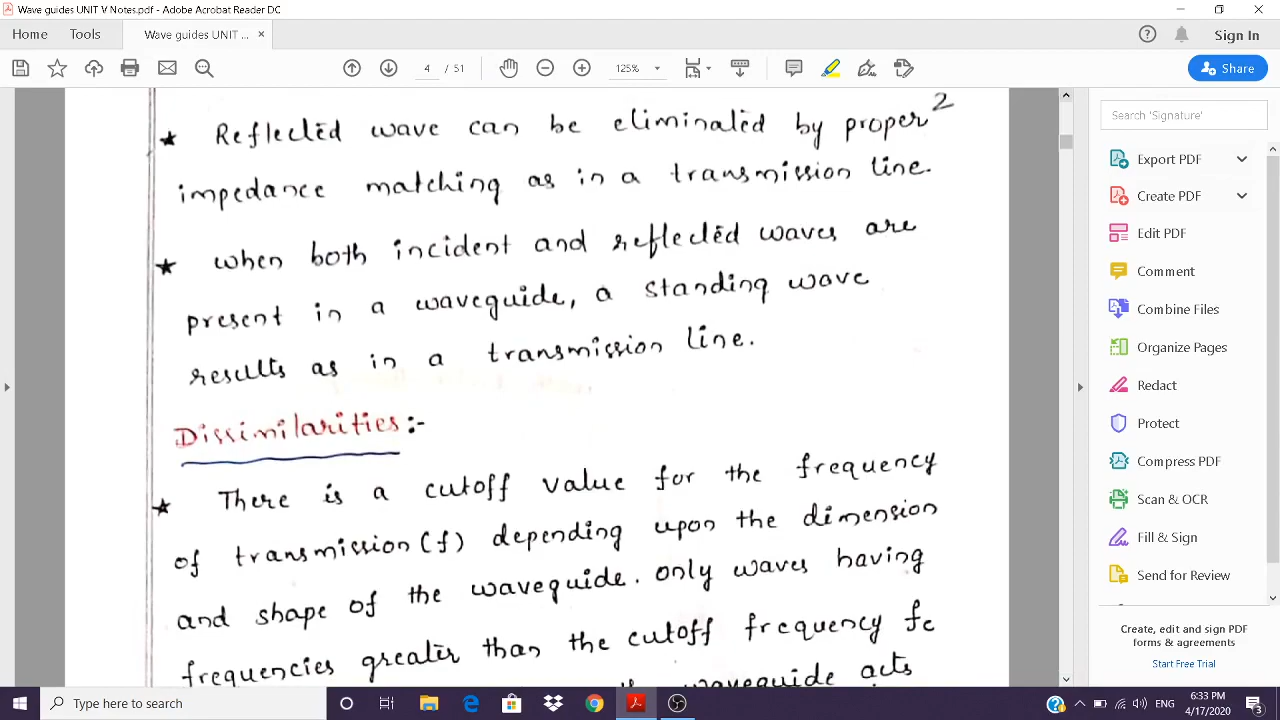 Wave guides UNIT V Notes.pdf - Adobe Acrobat Reader DC
Home Tools Wave guides UNIT ... × Sign In
4 / 51 125% Share
2
★ Reflected wave can be eliminated by proper
impedance matching as in a transmission line.
★ when both incident and reflected waves are
present in a waveguide, a standing wave
results as in a transmission line.
Dissimilarities :-
★ There is a cutoff value for the frequency
of transmission (f) depending upon the dimension
and shape of the waveguide. only waves having
frequencies greater than the cutoff frequency fc
waveguide acts
Search 'Signature'
Export PDF
Create PDF
Edit PDF
Comment
Combine Files
Organize Pages
Redact
Protect
Compress PDF
Scan & OCR
Fill & Sign
Send for Review
Create, edit and sign PDF
forms & agreements
Start Free Trial
Type here to search
ENG
6:33 PM
4/17/2020
3